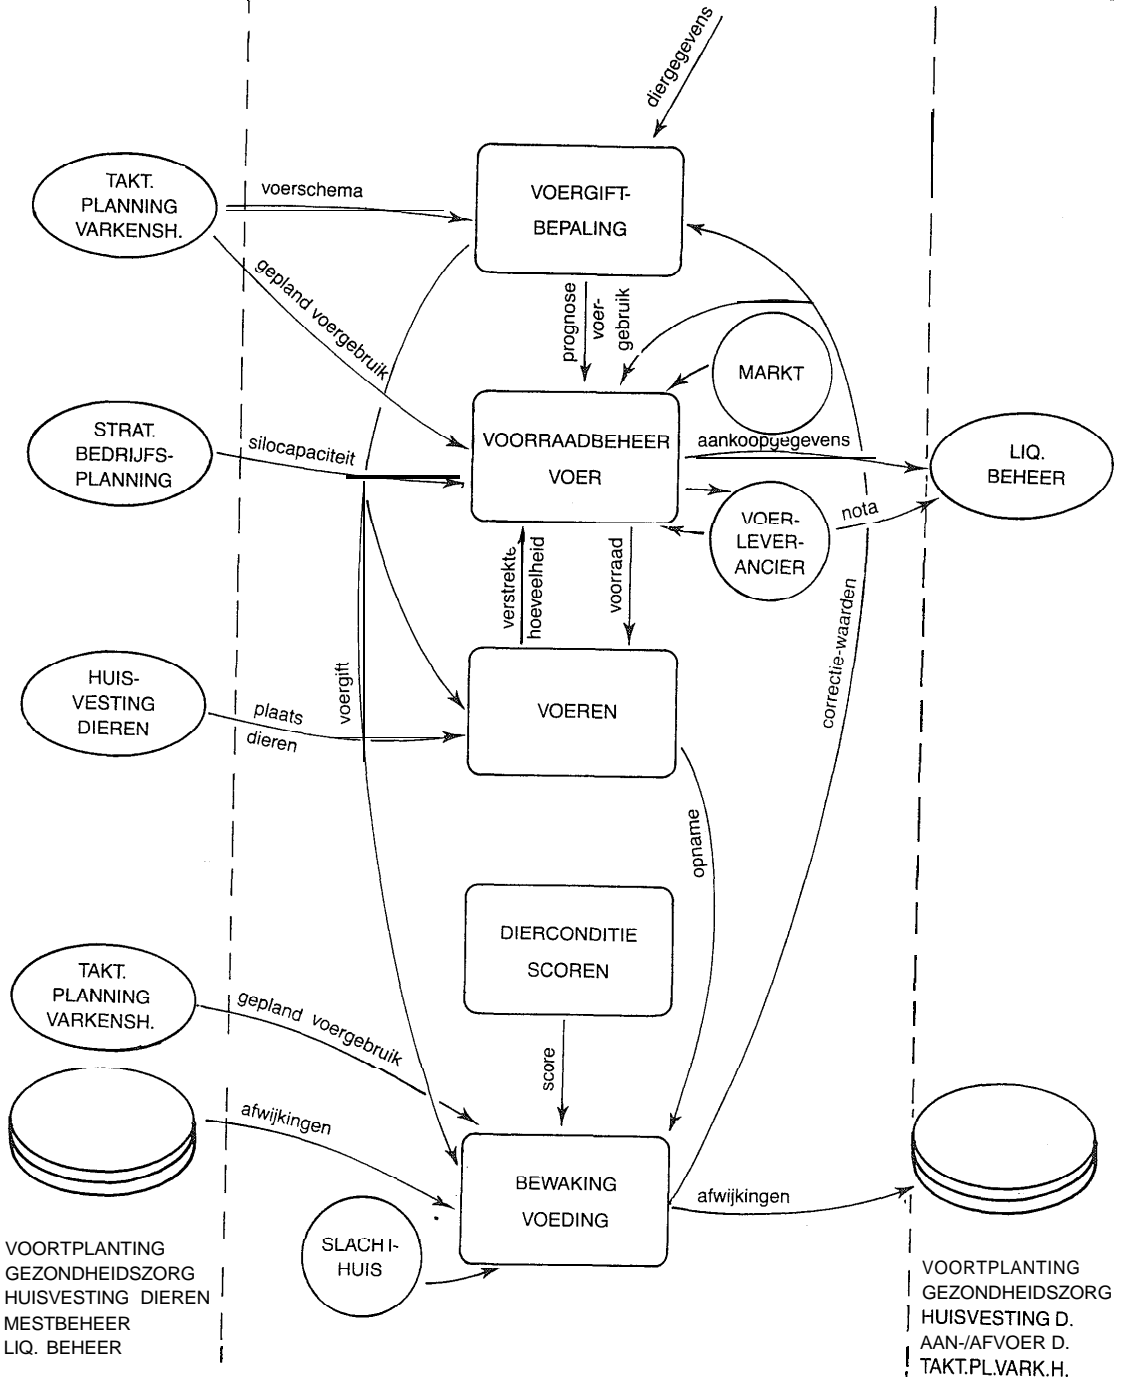 diergegevens
TAKT.
PLANNING
VARKENSH.
voerschema
VOERGIFT-
BEPALING
gepland voergebruik
prognose
voer-
gebruik
MARKT
STRAT.
BEDRIJFS-
PLANNING
silocapaciteit
VOORRAADBEHEER
VOER
aankoopgegevens
LIQ.
BEHEER
VOER-
LEVER-
ANCIER
nota
verstrekte
hoeveelheid
voorraad
correctie-waarden
HUIS-
VESTING
DIEREN
plaats
dieren
voergift
VOEREN
opname
DIERCONDITIE
SCOREN
TAKT.
PLANNING
VARKENSH.
gepland voergebruik
score
afwijkingen
BEWAKING
VOEDING
afwijkingen
SLACHT-
HUIS
VOORTPLANTING
GEZONDHEIDSZORG
HUISVESTING DIEREN
MESTBEHEER
LIQ. BEHEER
VOORTPLANTING
GEZONDHEIDSZORG
HUISVESTING D.
AAN-/AFVOER D.
TAKT.PL.VARK.H.